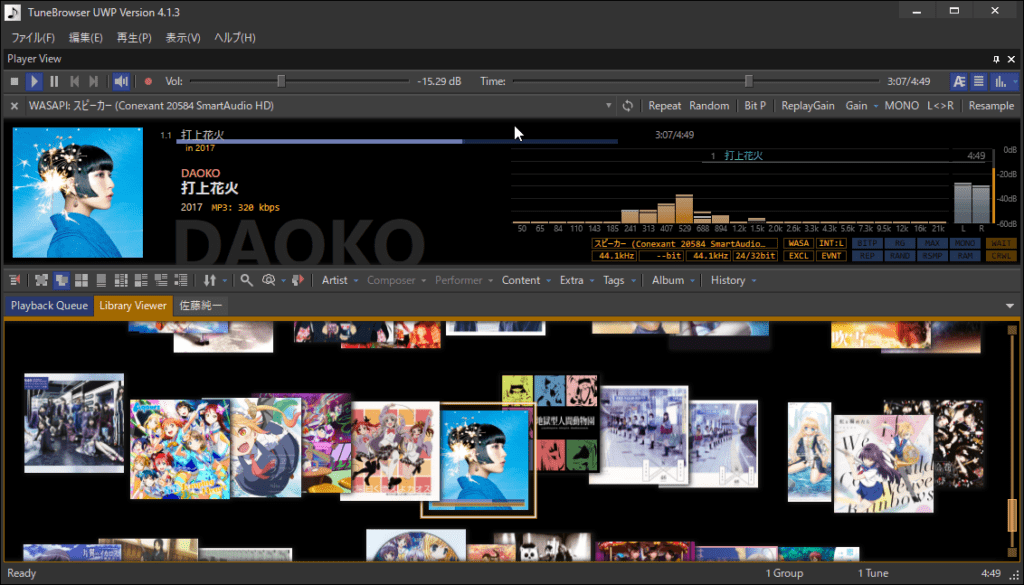 TuneBrowser UWP Version 4.1.3
ファイル(F) 編集(E) 再生(P) 表示(V) ヘルプ(H)
Player View
Vol: -15.29 dB Time: 3:07/4:49 Æ
WASAPI: スピーカー (Conexant 20584 SmartAudio HD) Repeat Random Bit P ReplayGain Gain MONO L<>R Resample
1.1 打上花火 3:07/4:49
in 2017
1 打上花火 4:49
DAOKO
打上花火
2017 MP3: 320 kbps
DAOKO
0dB
-20dB
-40dB
-60dB
50 65 84 110 143 185 241 313 407 529 688 894 1.2k 1.5k 2.0k 2.6k 3.3k 4.3k 5.6k 7.3k 9.5k 12k 16k 21k L R
スピーカー (Conexant 20584 SmartAudio… WASA INT:L BITP RG MAX MONO WAIT
44.1kHz --bit 44.1kHz 24/32bit EXCL EVNT REP RAND RSMP RAM CRWL
Artist Composer Performer Content Extra Tags Album History
Playback Queue Library Viewer 佐藤純一
地獄型人間動物園
Ready 1 Group 1 Tune 4:49